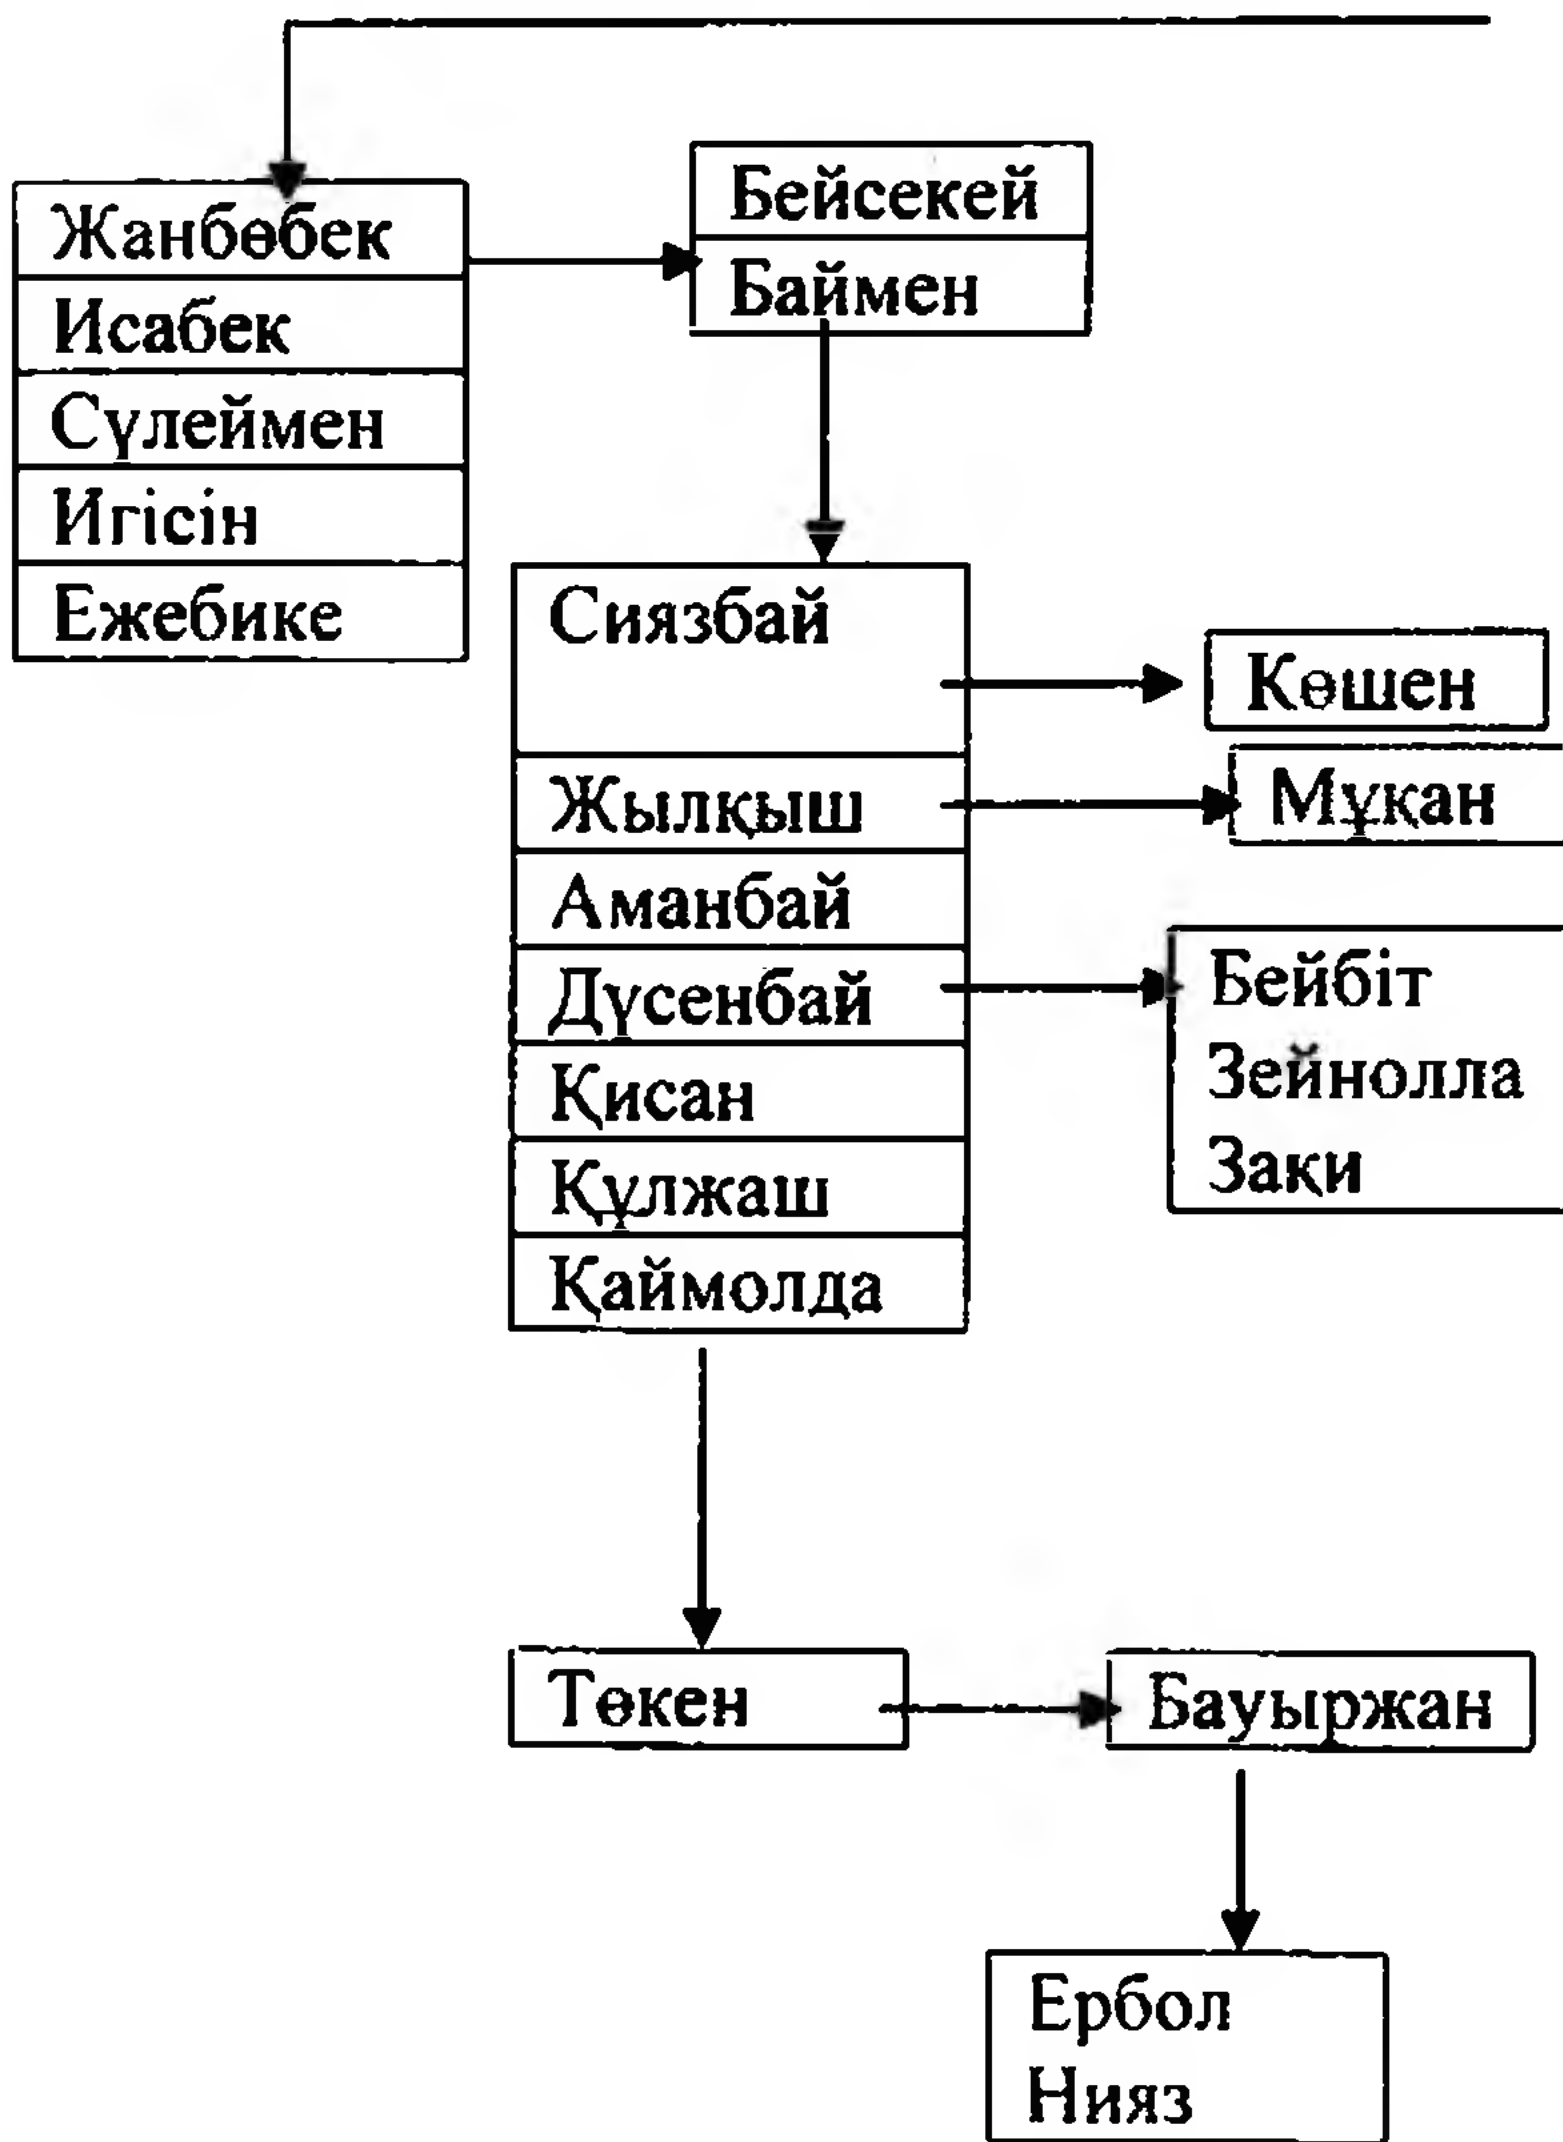 Жанбөбек
Исабек
Сүлеймен
Игісін
Ежебике
Бейсекей
Баймен
Сиязбай
Жылқыш
Аманбай
Дүсенбай
Қисан
Құлжаш
Қаймолда
Көшен
Мұқан
Бейбіт
Зейнолла
Зақи
Төкен
Бауыржан
Ербол
Нияз